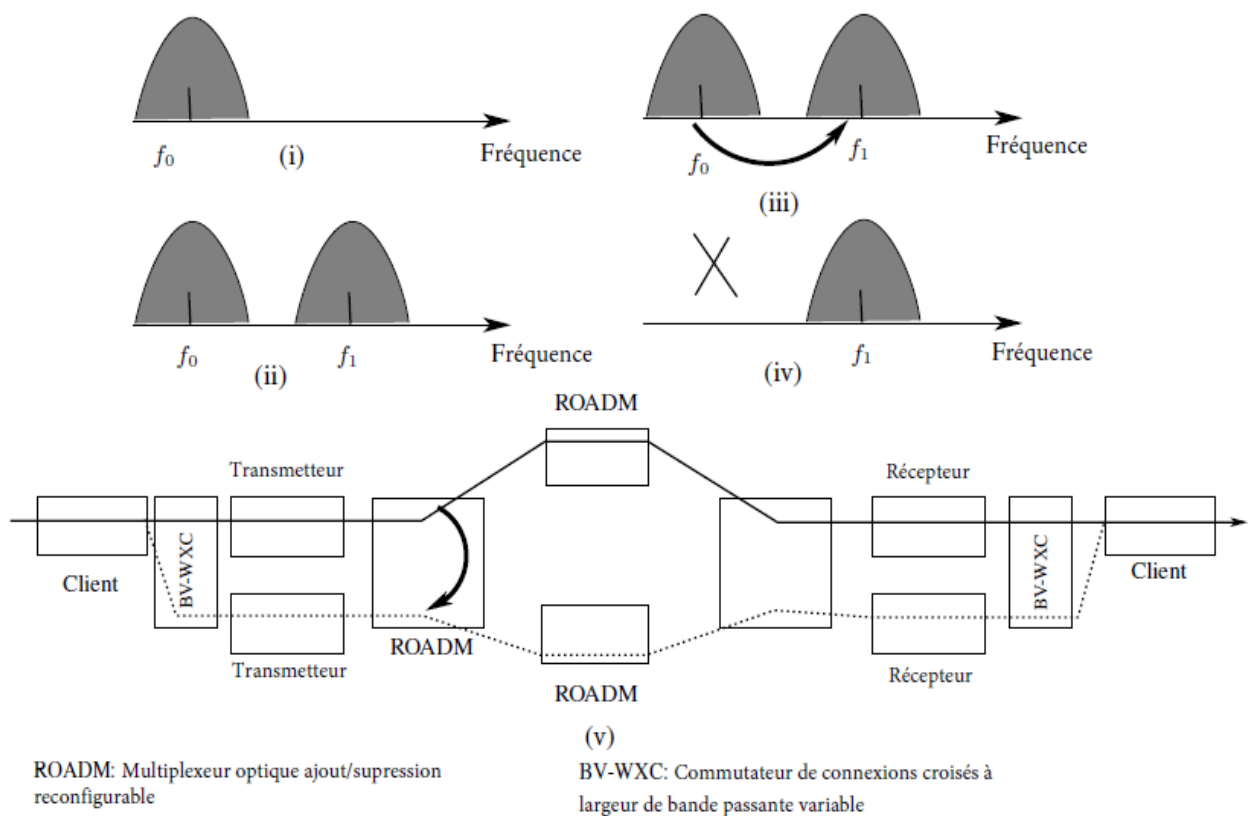 f₀
(i)
Fréquence
f₀
f₁
Fréquence
(iii)
f₀
f₁
Fréquence
(ii)
f₁
Fréquence
(iv)
ROADM
Transmetteur
Récepteur
Client
BV-WXC
BV-WXC
Client
Transmetteur
ROADM
Récepteur
ROADM
(v)
ROADM: Multiplexeur optique ajout/supression
reconfigurable
BV-WXC: Commutateur de connexions croisés à
largeur de bande passante variable